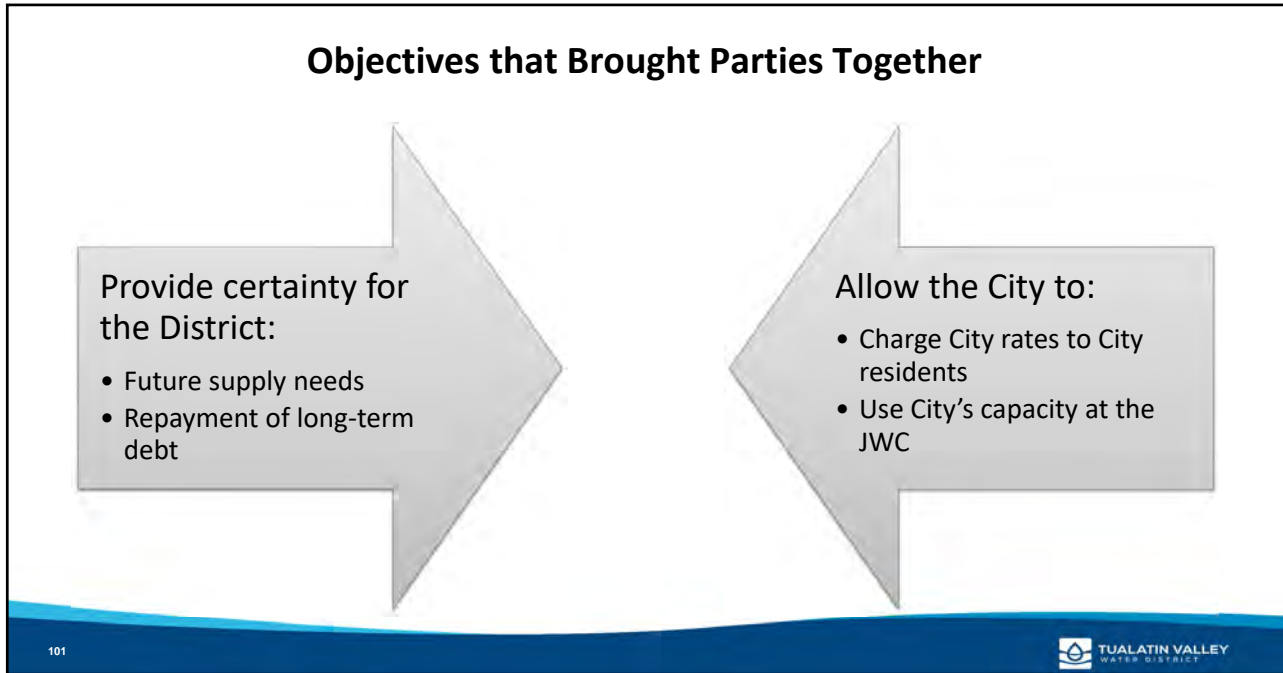 Objectives that Brought Parties Together
Provide certainty for
the District:
• Future supply needs
• Repayment of long-term
debt
Allow the City to:
• Charge City rates to City
residents
• Use City's capacity at the
JWC
101
TUALATIN VALLEY
WATER DISTRICT